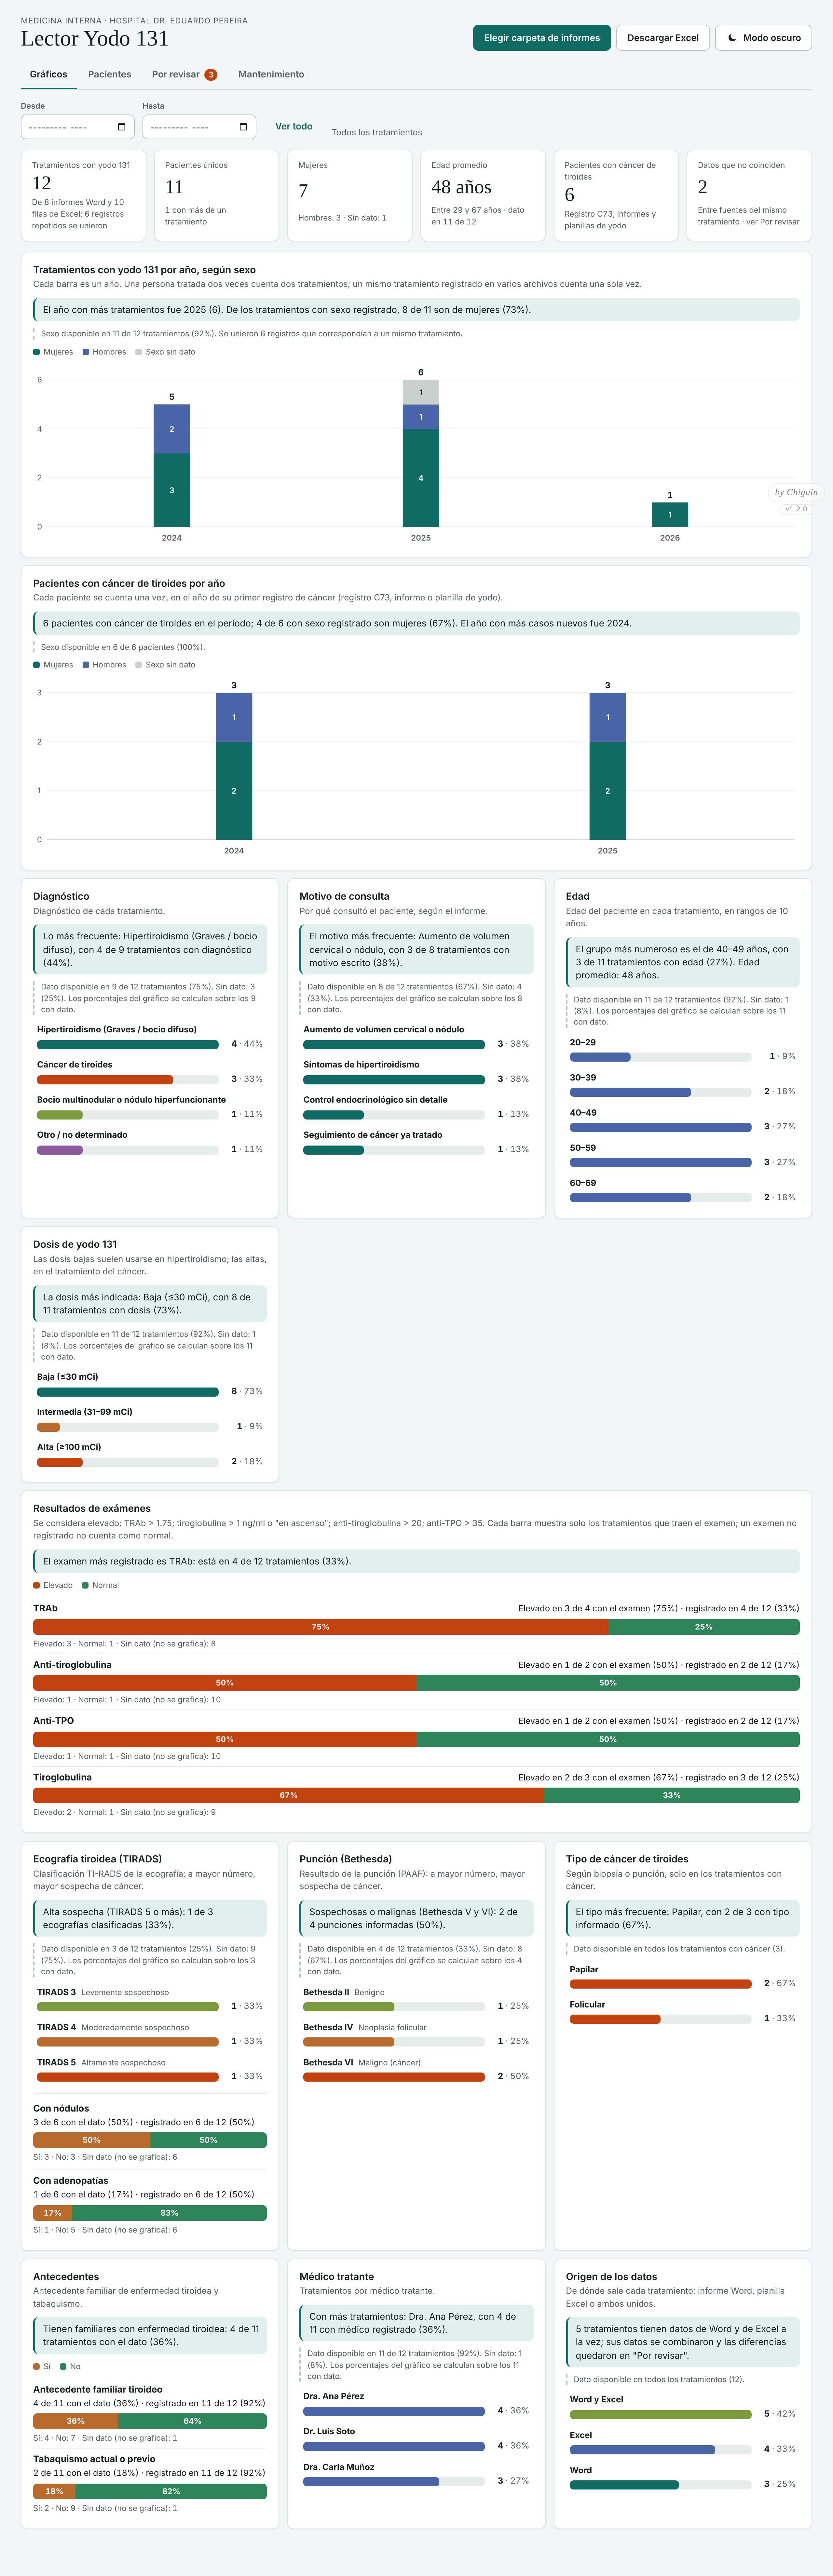 MEDICINA INTERNA · HOSPITAL DR. EDUARDO PEREIRA
Lector Yodo 131
Elegir carpeta de informes
Descargar Excel
Modo oscuro
Gráficos
Pacientes
Por revisar 3
Mantenimiento
Desde
Hasta
--------- ----
--------- ----
Ver todo
Todos los tratamientos
Tratamientos con yodo 131
12
De 8 informes Word y 10
filas de Excel; 6 registros
repetidos se unieron
Pacientes únicos
11
1 con más de un
tratamiento
Mujeres
7
Hombres: 3 · Sin dato: 1
Edad promedio
48 años
Entre 29 y 67 años · dato
en 11 de 12
Pacientes con cáncer de
tiroides
6
Registro C73, informes y
planillas de yodo
Datos que no coinciden
2
Entre fuentes del mismo
tratamiento · ver Por revisar
Tratamientos con yodo 131 por año, según sexo
Cada barra es un año. Una persona tratada dos veces cuenta dos tratamientos; un mismo tratamiento registrado en varios archivos cuenta una sola vez.
El año con más tratamientos fue 2025 (6). De los tratamientos con sexo registrado, 8 de 11 son de mujeres (73%).
Sexo disponible en 11 de 12 tratamientos (92%). Se unieron 6 registros que correspondían a un mismo tratamiento.
Mujeres
Hombres
Sexo sin dato
6
4
2
0
5
2
3
2024
6
1
1
4
2025
1
1
2026
by Chiguin
v1.2.0
Pacientes con cáncer de tiroides por año
Cada paciente se cuenta una vez, en el año de su primer registro de cáncer (registro C73, informe o planilla de yodo).
6 pacientes con cáncer de tiroides en el período; 4 de 6 con sexo registrado son mujeres (67%). El año con más casos nuevos fue 2024.
Sexo disponible en 6 de 6 pacientes (100%).
Mujeres
Hombres
Sexo sin dato
3
2
1
0
3
1
2
2024
3
1
2
2025
Diagnóstico
Diagnóstico de cada tratamiento.
Lo más frecuente: Hipertiroidismo (Graves / bocio
difuso), con 4 de 9 tratamientos con diagnóstico
(44%).
Dato disponible en 9 de 12 tratamientos (75%). Sin dato: 3
(25%). Los porcentajes del gráfico se calculan sobre los 9
con dato.
Hipertiroidismo (Graves / bocio difuso)
4 · 44%
Cáncer de tiroides
3 · 33%
Bocio multinodular o nódulo hiperfuncionante
1 · 11%
Otro / no determinado
1 · 11%
Motivo de consulta
Por qué consultó el paciente, según el informe.
El motivo más frecuente: Aumento de volumen
cervical o nódulo, con 3 de 8 tratamientos con
motivo escrito (38%).
Dato disponible en 8 de 12 tratamientos (67%). Sin dato: 4
(33%). Los porcentajes del gráfico se calculan sobre los 8
con dato.
Aumento de volumen cervical o nódulo
3 · 38%
Síntomas de hipertiroidismo
3 · 38%
Control endocrinológico sin detalle
1 · 13%
Seguimiento de cáncer ya tratado
1 · 13%
Edad
Edad del paciente en cada tratamiento, en rangos de 10
años.
El grupo más numeroso es el de 40–49 años, con
3 de 11 tratamientos con edad (27%). Edad
promedio: 48 años.
Dato disponible en 11 de 12 tratamientos (92%). Sin dato: 1
(8%). Los porcentajes del gráfico se calculan sobre los 11
con dato.
20–29
1 · 9%
30–39
2 · 18%
40–49
3 · 27%
50–59
3 · 27%
60–69
2 · 18%
Dosis de yodo 131
Las dosis bajas suelen usarse en hipertiroidismo; las altas,
en el tratamiento del cáncer.
La dosis más indicada: Baja (≤30 mCi), con 8 de
11 tratamientos con dosis (73%).
Dato disponible en 11 de 12 tratamientos (92%). Sin dato: 1
(8%). Los porcentajes del gráfico se calculan sobre los 11
con dato.
Baja (≤30 mCi)
8 · 73%
Intermedia (31–99 mCi)
1 · 9%
Alta (≥100 mCi)
2 · 18%
Resultados de exámenes
Se considera elevado: TRAb > 1.75; tiroglobulina > 1 ng/ml o "en ascenso"; anti-tiroglobulina > 20; anti-TPO > 35. Cada barra muestra solo los tratamientos que traen el examen; un examen no
registrado no cuenta como normal.
El examen más registrado es TRAb: está en 4 de 12 tratamientos (33%).
Elevado
Normal
TRAb
Elevado en 3 de 4 con el examen (75%) · registrado en 4 de 12 (33%)
75%
25%
Elevado: 3 · Normal: 1 · Sin dato (no se grafica): 8
Anti-tiroglobulina
Elevado en 1 de 2 con el examen (50%) · registrado en 2 de 12 (17%)
50%
50%
Elevado: 1 · Normal: 1 · Sin dato (no se grafica): 10
Anti-TPO
Elevado en 1 de 2 con el examen (50%) · registrado en 2 de 12 (17%)
50%
50%
Elevado: 1 · Normal: 1 · Sin dato (no se grafica): 10
Tiroglobulina
Elevado en 2 de 3 con el examen (67%) · registrado en 3 de 12 (25%)
67%
33%
Elevado: 2 · Normal: 1 · Sin dato (no se grafica): 9
Ecografía tiroidea (TIRADS)
Clasificación TI-RADS de la ecografía: a mayor número,
mayor sospecha de cáncer.
Alta sospecha (TIRADS 5 o más): 1 de 3
ecografías clasificadas (33%).
Dato disponible en 3 de 12 tratamientos (25%). Sin dato: 9
(75%). Los porcentajes del gráfico se calculan sobre los 3
con dato.
TIRADS 3 Levemente sospechoso
1 · 33%
TIRADS 4 Moderadamente sospechoso
1 · 33%
TIRADS 5 Altamente sospechoso
1 · 33%
Con nódulos
3 de 6 con el dato (50%) · registrado en 6 de 12 (50%)
50%
50%
Sí: 3 · No: 3 · Sin dato (no se grafica): 6
Con adenopatías
1 de 6 con el dato (17%) · registrado en 6 de 12 (50%)
17%
83%
Sí: 1 · No: 5 · Sin dato (no se grafica): 6
Punción (Bethesda)
Resultado de la punción (PAAF): a mayor número, mayor
sospecha de cáncer.
Sospechosas o malignas (Bethesda V y VI): 2 de
4 punciones informadas (50%).
Dato disponible en 4 de 12 tratamientos (33%). Sin dato: 8
(67%). Los porcentajes del gráfico se calculan sobre los 4
con dato.
Bethesda II Benigno
1 · 25%
Bethesda IV Neoplasia folicular
1 · 25%
Bethesda VI Maligno (cáncer)
2 · 50%
Tipo de cáncer de tiroides
Según biopsia o punción, solo en los tratamientos con
cáncer.
El tipo más frecuente: Papilar, con 2 de 3 con tipo
informado (67%).
Dato disponible en todos los tratamientos con cáncer (3).
Papilar
2 · 67%
Folicular
1 · 33%
Antecedentes
Antecedente familiar de enfermedad tiroidea y
tabaquismo.
Tienen familiares con enfermedad tiroidea: 4 de 11
tratamientos con el dato (36%).
Sí
No
Antecedente familiar tiroideo
4 de 11 con el dato (36%) · registrado en 11 de 12 (92%)
36%
64%
Sí: 4 · No: 7 · Sin dato (no se grafica): 1
Tabaquismo actual o previo
2 de 11 con el dato (18%) · registrado en 11 de 12 (92%)
18%
82%
Sí: 2 · No: 9 · Sin dato (no se grafica): 1
Médico tratante
Tratamientos por médico tratante.
Con más tratamientos: Dra. Ana Pérez, con 4 de
11 con médico registrado (36%).
Dato disponible en 11 de 12 tratamientos (92%). Sin dato: 1
(8%). Los porcentajes del gráfico se calculan sobre los 11
con dato.
Dra. Ana Pérez
4 · 36%
Dr. Luis Soto
4 · 36%
Dra. Carla Muñoz
3 · 27%
Origen de los datos
De dónde sale cada tratamiento: informe Word, planilla
Excel o ambos unidos.
5 tratamientos tienen datos de Word y de Excel a
la vez; sus datos se combinaron y las diferencias
quedaron en "Por revisar".
Dato disponible en todos los tratamientos (12).
Word y Excel
5 · 42%
Excel
4 · 33%
Word
3 · 25%